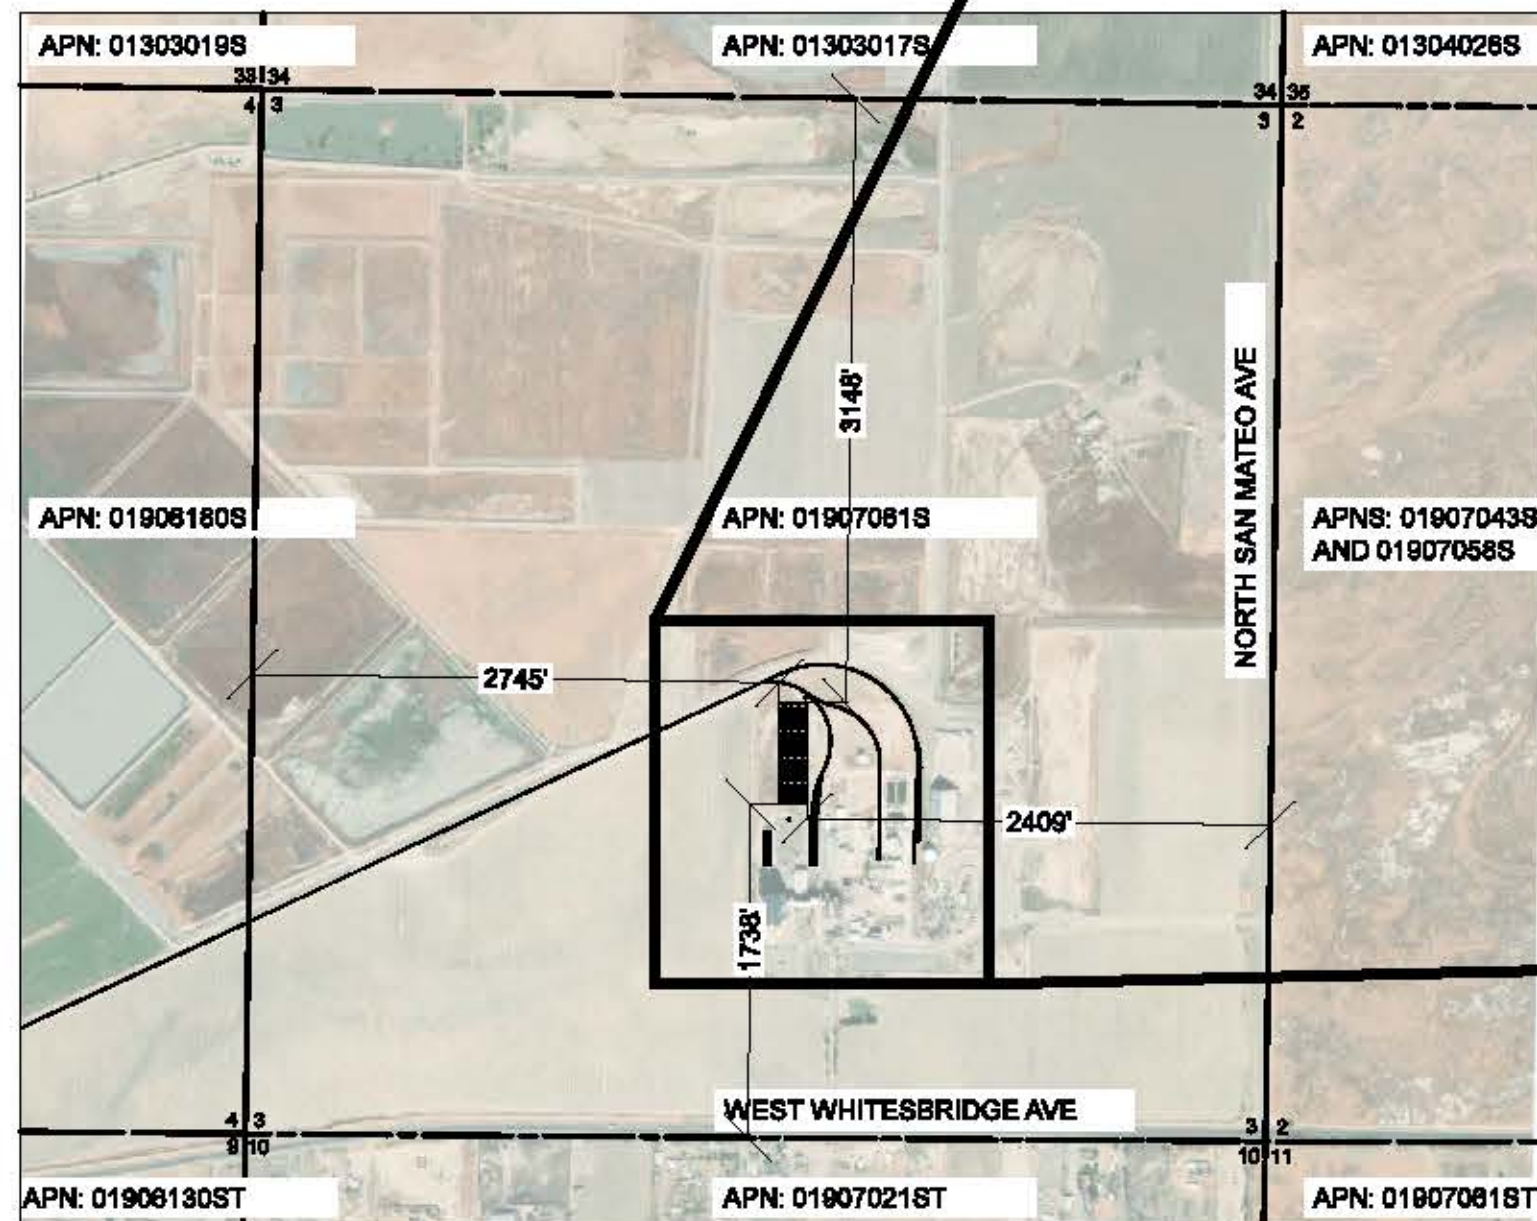 APN: 01303019S
APN: 01303017S
APN: 01304026S
33 34
4 3
34 35
3 2
3148'
NORTH SAN MATEO AVE
APN: 01906160S
APN: 01907061S
APNS: 01907043S
AND 01907058S
2745'
2409'
1738'
WEST WHITESBRIDGE AVE
4 3
9 10
3 2
10 11
APN: 01906130ST
APN: 01907021ST
APN: 01907061ST